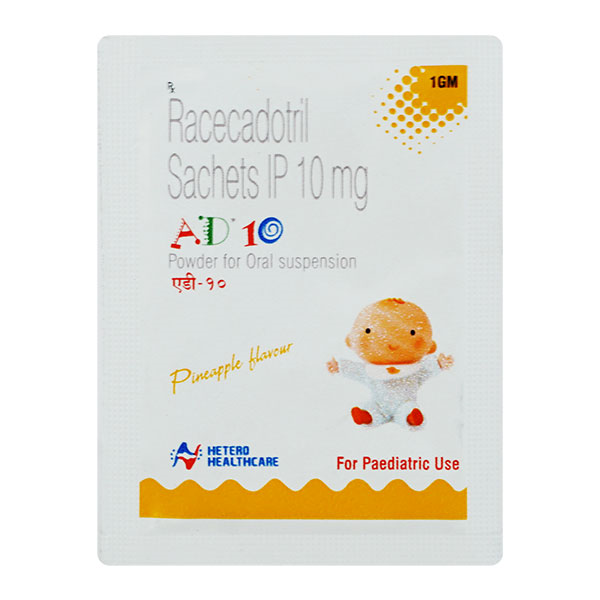 1GM
Rx
Racecadotril
Sachets IP 10 mg
AD 10
Powder for Oral suspension
एडी-१०
Pineapple flavour
HETERO
HEALTHCARE
For Paediatric Use